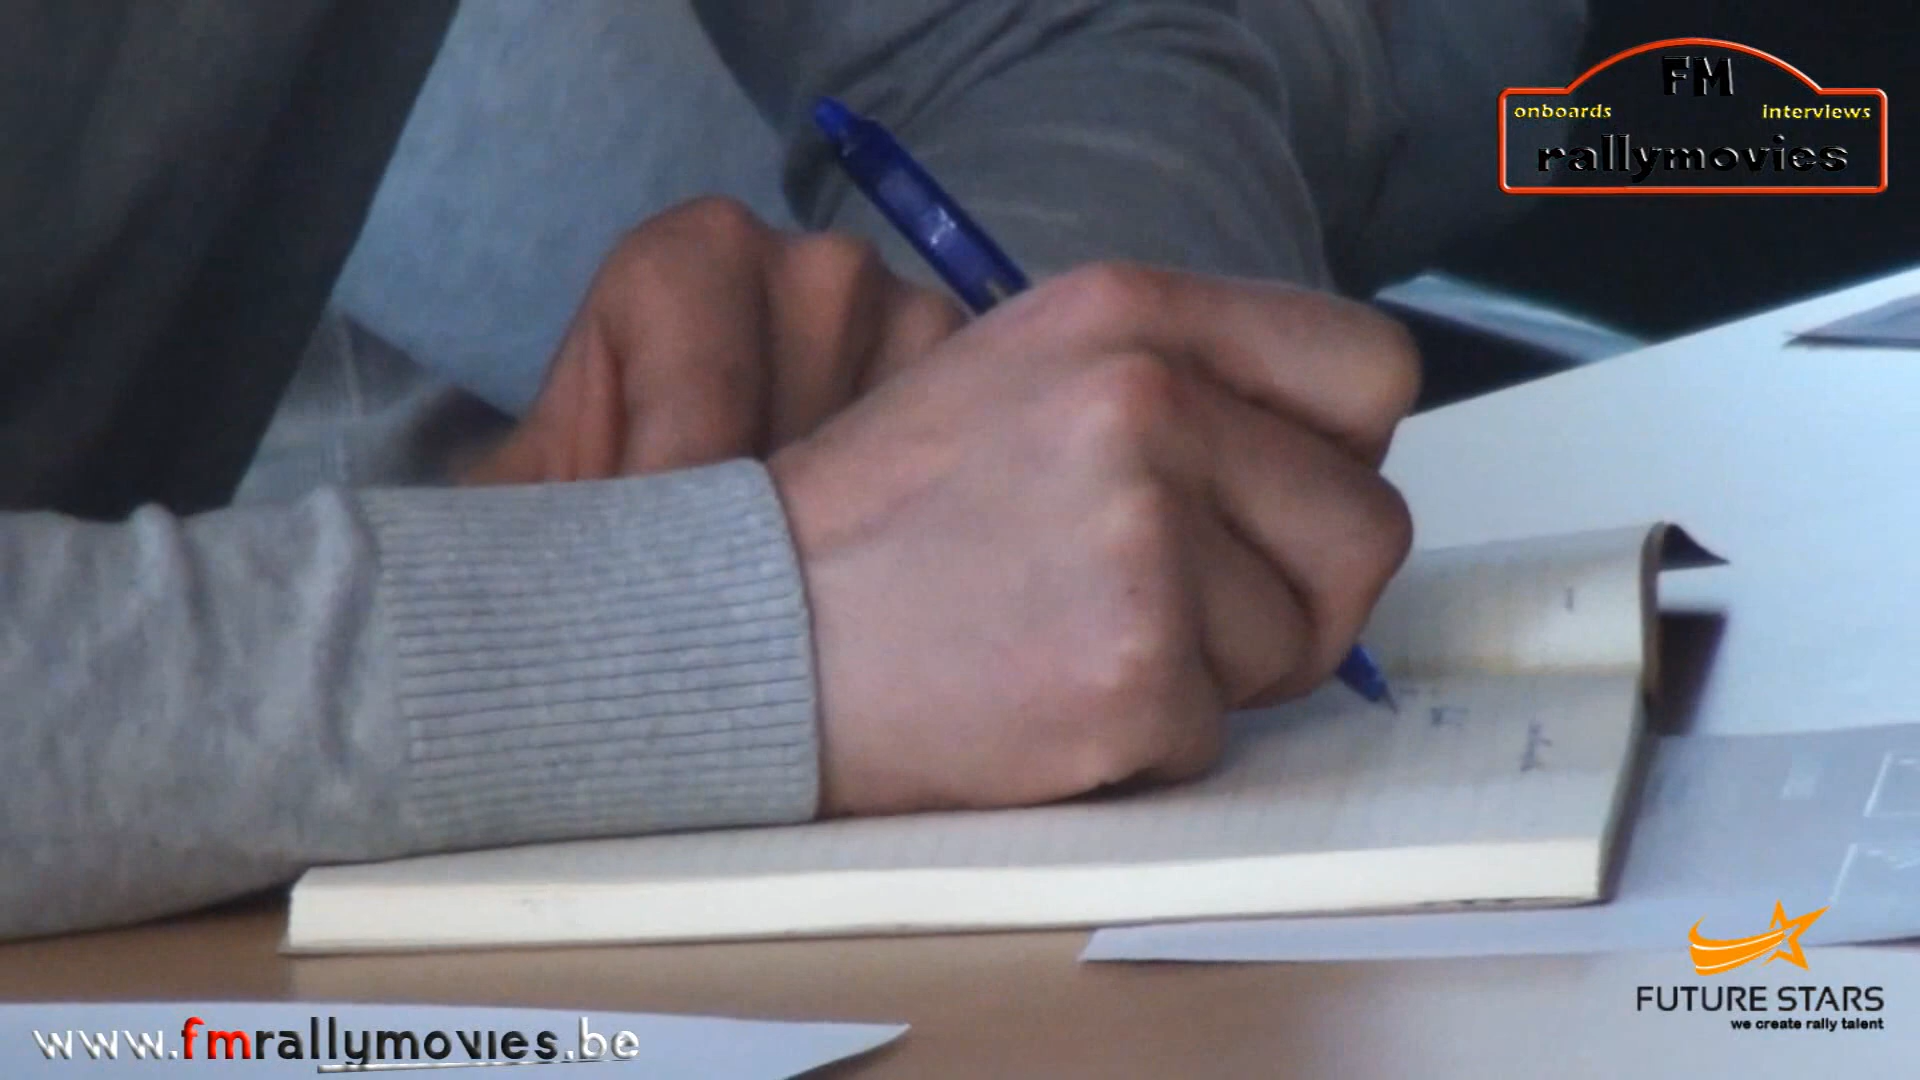 FM
onboards interviews
rallymovies
FUTURE STARS
we create rally talent
www.fmrallymovies.be